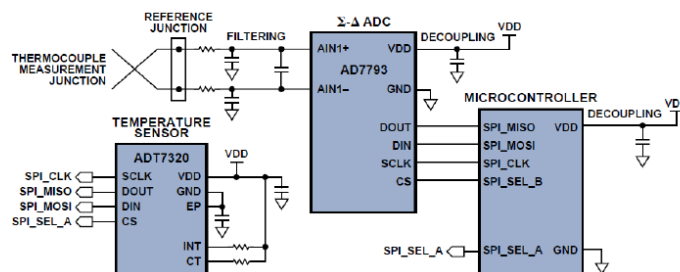 REFERENCE
JUNCTION
Σ-Δ ADC
FILTERING
DECOUPLING
VDD
THERMOCOUPLE
MEASUREMENT
JUNCTION
AIN1+
VDD
AD7793
AIN1–
GND
MICROCONTROLLER
DECOUPLING
TEMPERATURE
SENSOR
DOUT
SPI_MISO
VDD
ADT7320
VDD
DIN
SPI_MOSI
SPI_CLK
SCLK
VDD
SCLK
SPI_CLK
SPI_MISO
DOUT
GND
CS
SPI_SEL_B
SPI_MOSI
DIN
EP
SPI_SEL_A
CS
INT
CT
SPI_SEL_A
SPI_SEL_A
GND